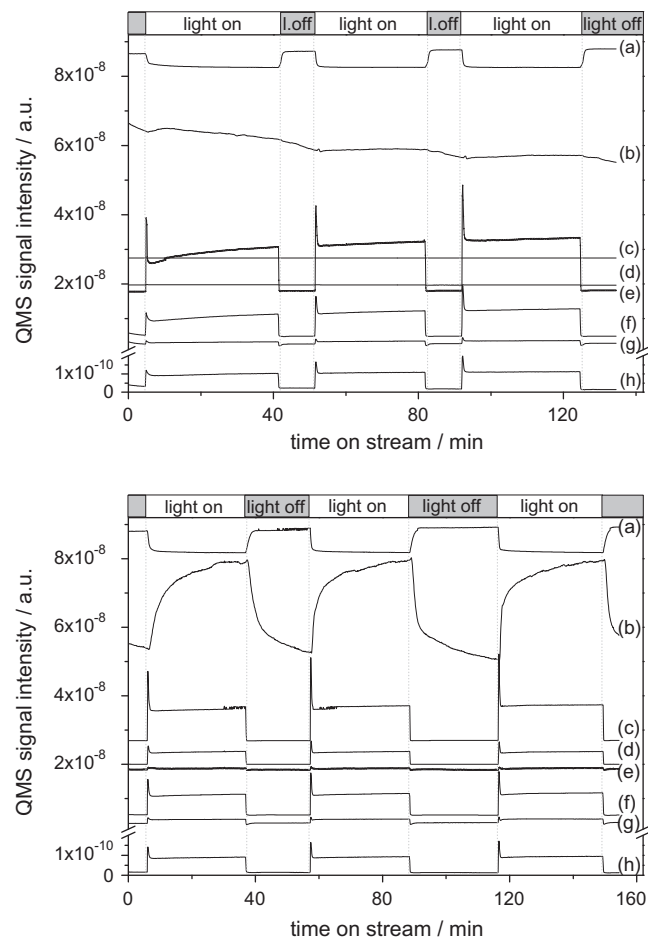 light on l.off light on l.off light on light off
8x10⁻⁸ (a)
6x10⁻⁸ (b)
4x10⁻⁸ (c)
(d)
2x10⁻⁸ (e)
(f)
(g)
1x10⁻¹⁰
0 (h)
QMS signal intensity / a.u.
0 40 80 120
time on stream / min
light on light off light on light off light on
(a)
8x10⁻⁸
6x10⁻⁸ (b)
4x10⁻⁸ (c)
2x10⁻⁸ (d)
(e)
(f)
(g)
1x10⁻¹⁰ (h)
0
QMS signal intensity / a.u.
0 40 80 120 160
time on stream / min